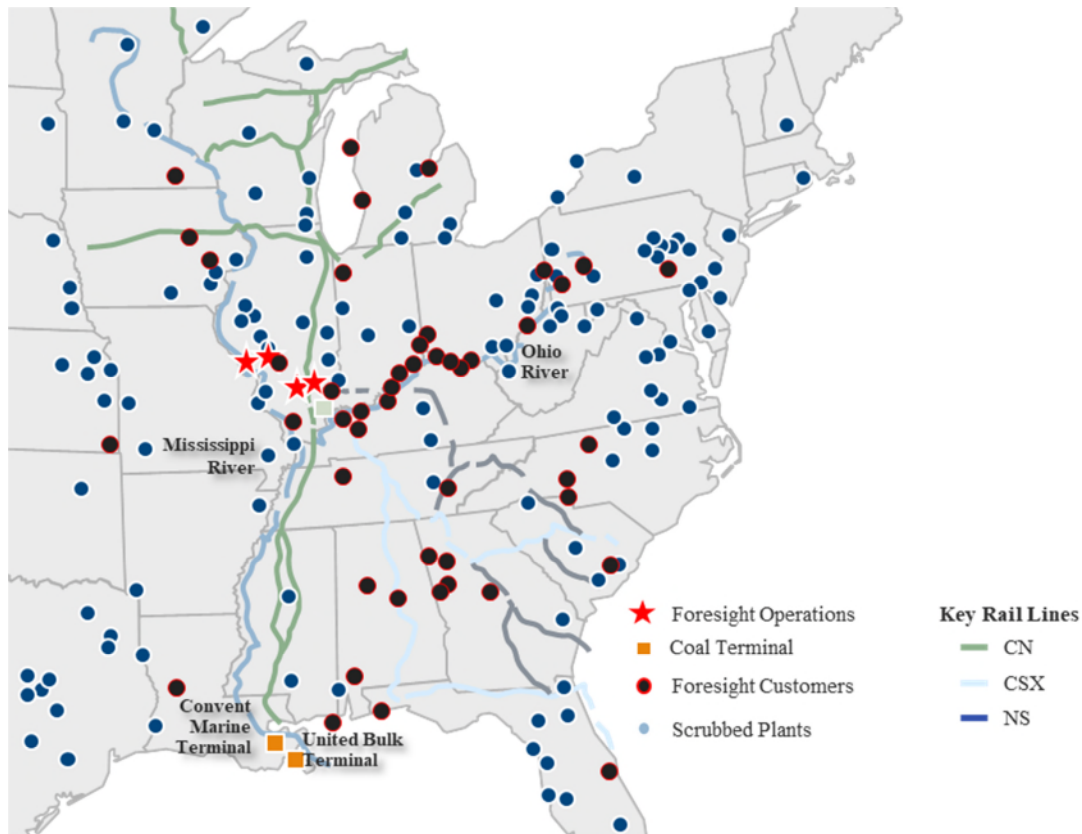 Ohio
River
Mississippi
River
Convent
Marine
Terminal
United Bulk
Terminal
Foresight Operations
Coal Terminal
Foresight Customers
Scrubbed Plants
Key Rail Lines
CN
CSX
NS